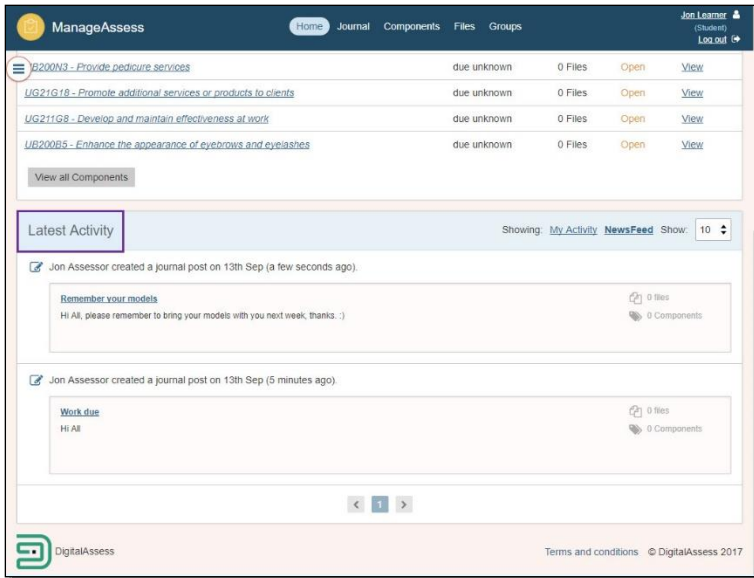 ManageAssess
Home Journal Components Files Groups
Jon Learner
(Student)
Log out
B200N3 - Provide pedicure services due unknown 0 Files Open View
UG21G18 - Promote additional services or products to clients due unknown 0 Files Open View
UG211G8 - Develop and maintain effectiveness at work due unknown 0 Files Open View
UB200B5 - Enhance the appearance of eyebrows and eyelashes due unknown 0 Files Open View
View all Components
Latest Activity Showing: My Activity NewsFeed Show: 10
Jon Assessor created a journal post on 13th Sep (a few seconds ago).
Remember your models 0 files
Hi All, please remember to bring your models with you next week, thanks. :) 0 Components
Jon Assessor created a journal post on 13th Sep (5 minutes ago).
Work due 0 files
Hi All 0 Components
< 1 >
DigitalAssess Terms and conditions © DigitalAssess 2017